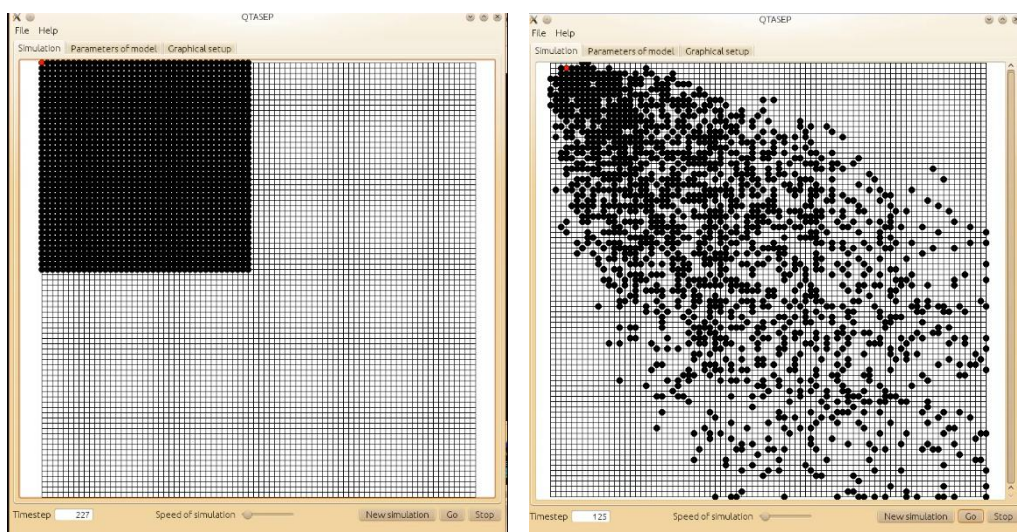 QTASEP
File Help
Simulation Parameters of model Graphical setup
Timestep 227 Speed of simulation New simulation Go Stop
QTASEP
File Help
Simulation Parameters of model Graphical setup
Timestep 125 Speed of simulation New simulation Go Stop